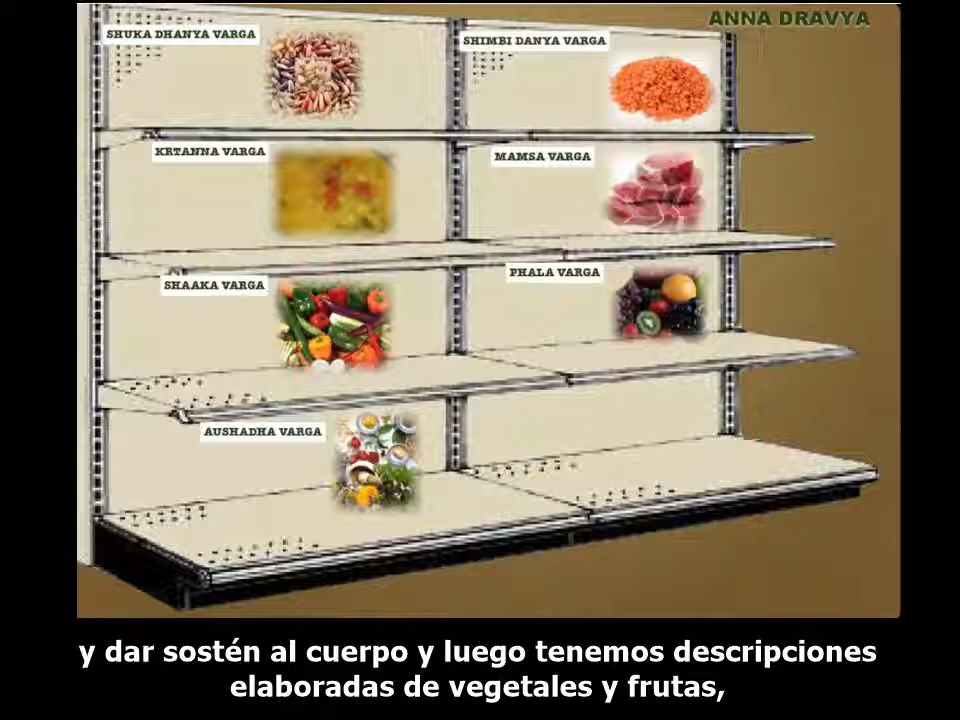 ANNA DRAVYA
SHUKA DHANYA VARGA
SHIMBI DANYA VARGA
KRTANNA VARGA
MAMSA VARGA
SHAAKA VARGA
PHALA VARGA
AUSHADHA VARGA
y dar sostén al cuerpo y luego tenemos descripciones
elaboradas de vegetales y frutas,